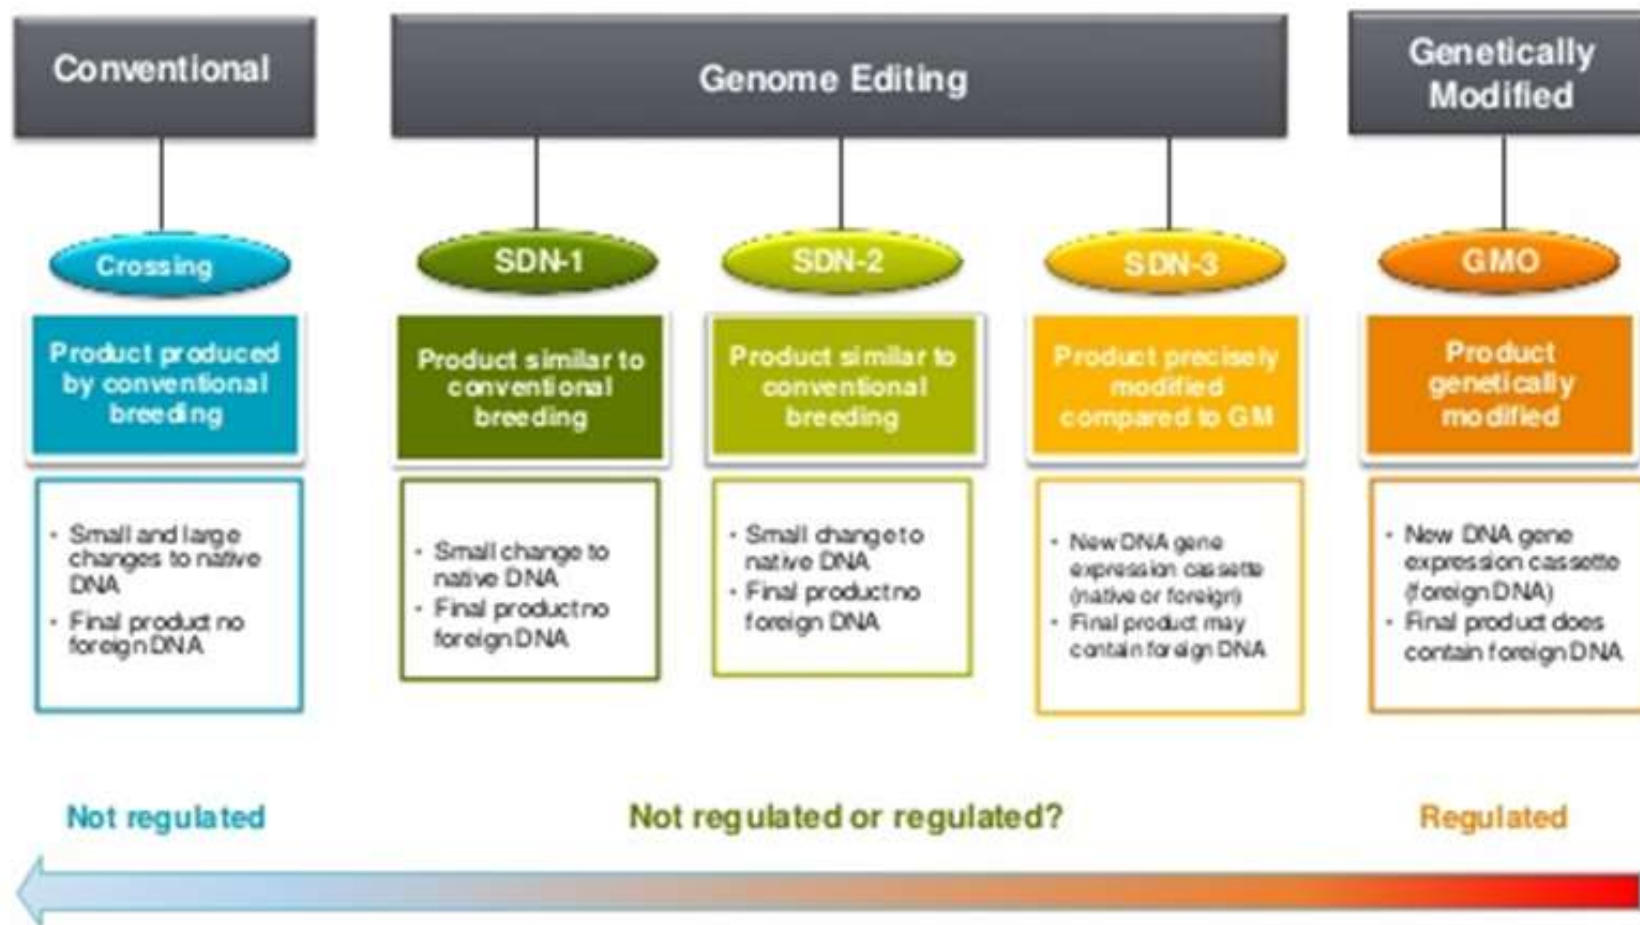 Conventional
Genome Editing
Genetically
Modified
Crossing
SDN-1
SDN-2
SDN-3
GMO
Product produced
by conventional
breeding
Product similar to
conventional
breeding
Product similar to
conventional
breeding
Product precisely
modified
compared to GM
Product
genetically
modified
• Small and large
changes to native
DNA
• Final product no
foreign DNA
• Small change to
native DNA
• Final product no
foreign DNA
• Small change to
native DNA
• Final product no
foreign DNA
• New DNA gene
expression cassette
(native or foreign)
• Final product may
contain foreign DNA
• New DNA gene
expression cassette
(foreign DNA)
• Final product does
contain foreign DNA
Not regulated
Not regulated or regulated?
Regulated